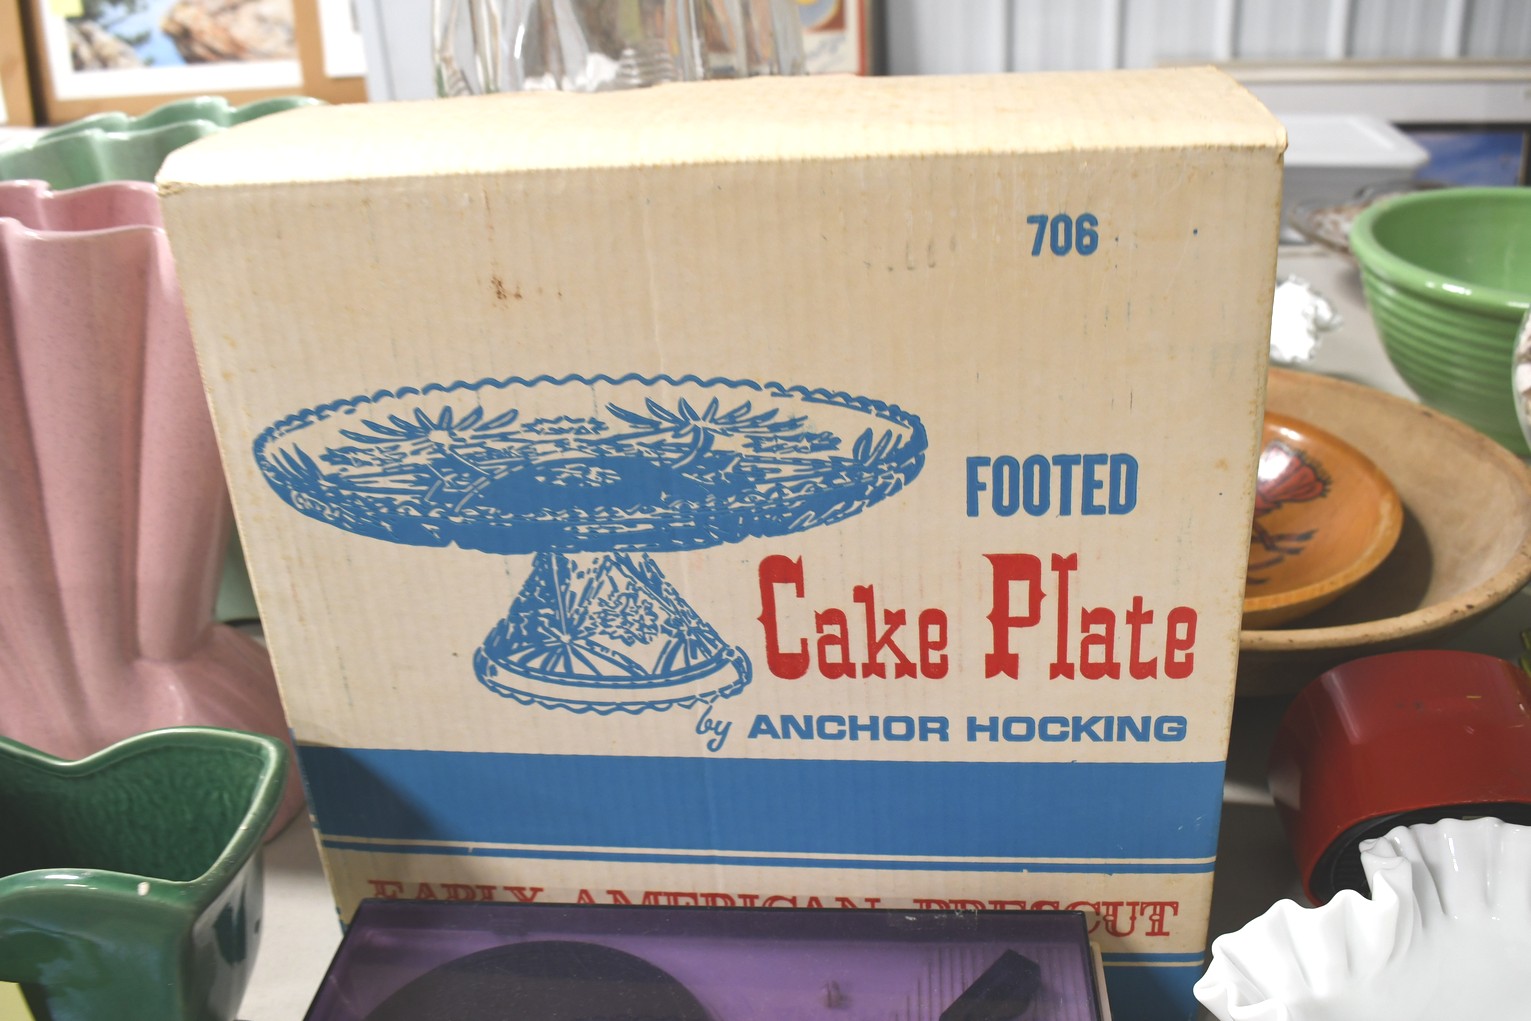 706
FOOTED
Cake Plate
by ANCHOR HOCKING
EARLY AMERICAN PRESCUT